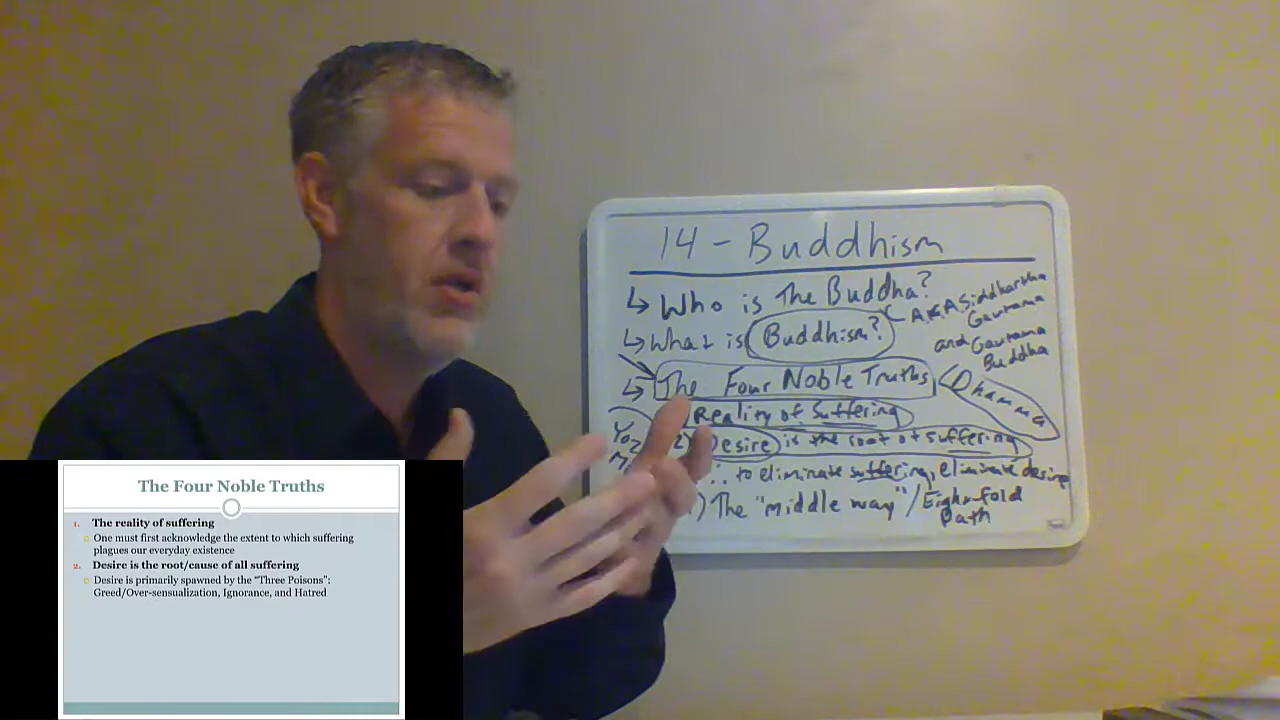 14 - Buddhism
↳ Who is The Buddha?
↳ What is Buddhism?
AKA Siddhartha
Gautama
and Gautama
Buddha
↳ The Four Noble Truths
Dhamma
Reality of Suffering
2) Desire is the root of suffering
∴ to eliminate suffering, eliminate desire
) The "middle way" / Eight-fold
Path
The Four Noble Truths
1. The reality of suffering
One must first acknowledge the extent to which suffering
plagues our everyday existence
2. Desire is the root/cause of all suffering
Desire is primarily spawned by the "Three Poisons":
Greed/Over-sensualization, Ignorance, and Hatred